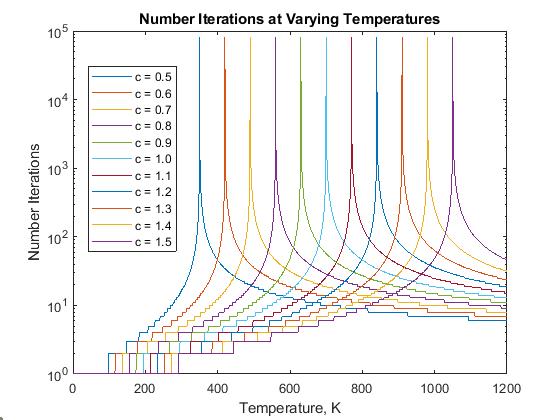 Number Iterations at Varying Temperatures
10^5
10^4
10^3
10^2
10^1
10^0
Number Iterations
c = 0.5
c = 0.6
c = 0.7
c = 0.8
c = 0.9
c = 1.0
c = 1.1
c = 1.2
c = 1.3
c = 1.4
c = 1.5
0 200 400 600 800 1000 1200
Temperature, K